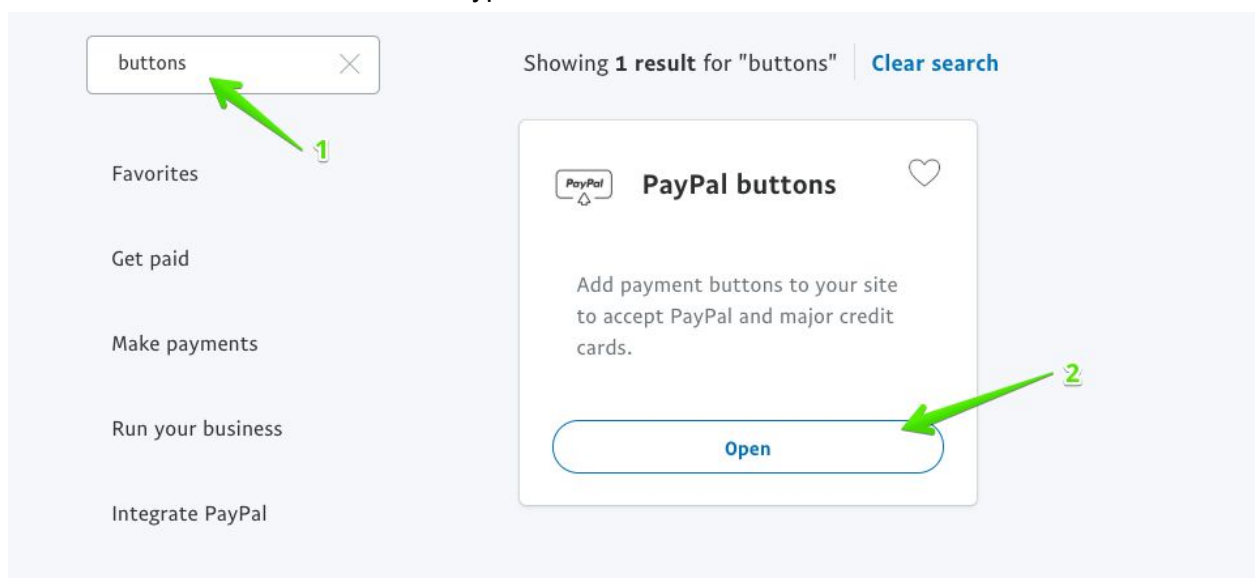 buttons
Showing 1 result for "buttons"
Clear search
1
Favorites
Get paid
Make payments
Run your business
Integrate PayPal
PayPal
PayPal buttons
Add payment buttons to your site
to accept PayPal and major credit
cards.
2
Open